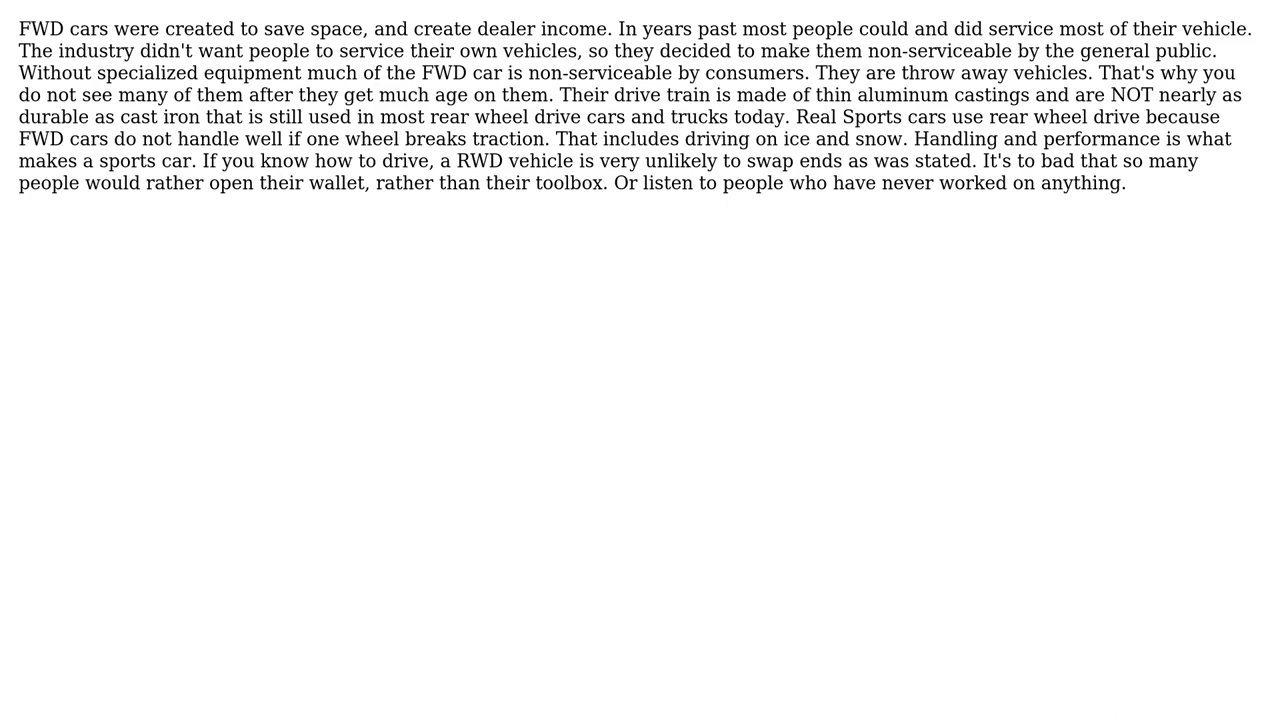 FWD cars were created to save space, and create dealer income. In years past most people could and did service most of their vehicle.
The industry didn't want people to service their own vehicles, so they decided to make them non-serviceable by the general public.
Without specialized equipment much of the FWD car is non-serviceable by consumers. They are throw away vehicles. That's why you
do not see many of them after they get much age on them. Their drive train is made of thin aluminum castings and are NOT nearly as
durable as cast iron that is still used in most rear wheel drive cars and trucks today. Real Sports cars use rear wheel drive because
FWD cars do not handle well if one wheel breaks traction. That includes driving on ice and snow. Handling and performance is what
makes a sports car. If you know how to drive, a RWD vehicle is very unlikely to swap ends as was stated. It's to bad that so many
people would rather open their wallet, rather than their toolbox. Or listen to people who have never worked on anything.